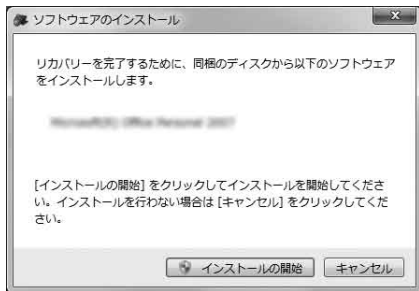 ソフトウェアのインストール
リカバリーを完了するために、同梱のディスクから以下のソフトウェア
をインストールします。
[インストールの開始] をクリックしてインストールを開始してくださ
い。インストールを行わない場合は [キャンセル] をクリックしてくだ
さい。
インストールの開始
キャンセル